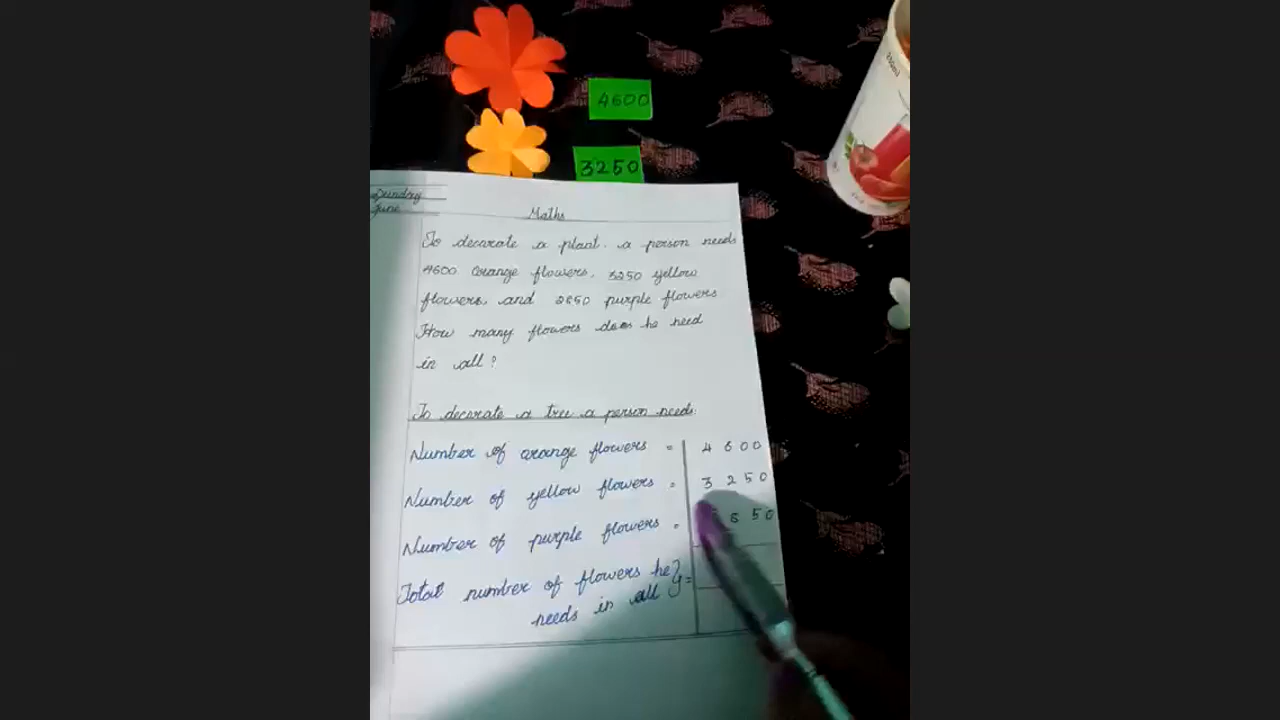 4600
3250
June
Maths
To decorate a plant. a person needs
4600 orange flowers. 3250 yellow
flowers and 2650 purple flowers
How many flowers does he need
in all?
To decorate a tree a person needs
Number of orange flowers = 4 6 0 0
Number of yellow flowers = 3 2 5 0
Number of purple flowers = 6 5 0
Total number of flowers he
needs in all } =